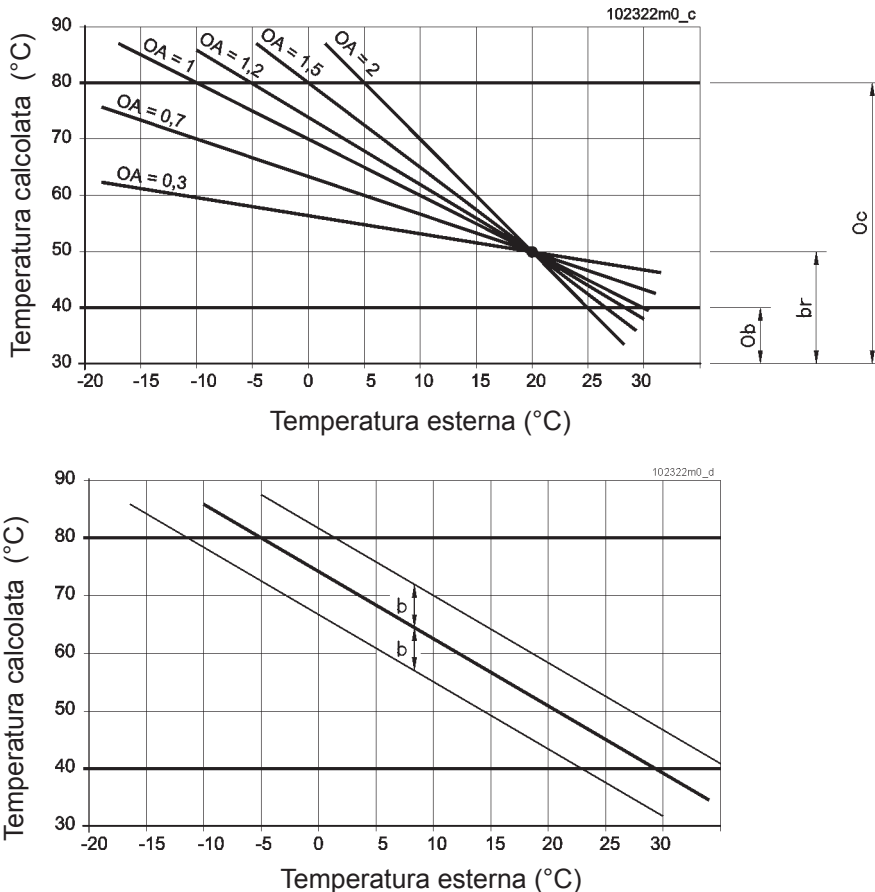 102322m0_c
Temperatura calcolata (°C)
90
80
70
60
50
40
30
OA = 1
OA = 1,2
OA = 1,5
OA = 2
OA = 0,7
OA = 0,3
-20 -15 -10 -5 0 5 10 15 20 25 30
Temperatura esterna (°C)
Ob
br
Oc
102322m0_d
Temperatura calcolata (°C)
90
80
70
60
50
40
30
b
b
-20 -15 -10 -5 0 5 10 15 20 25 30
Temperatura esterna (°C)